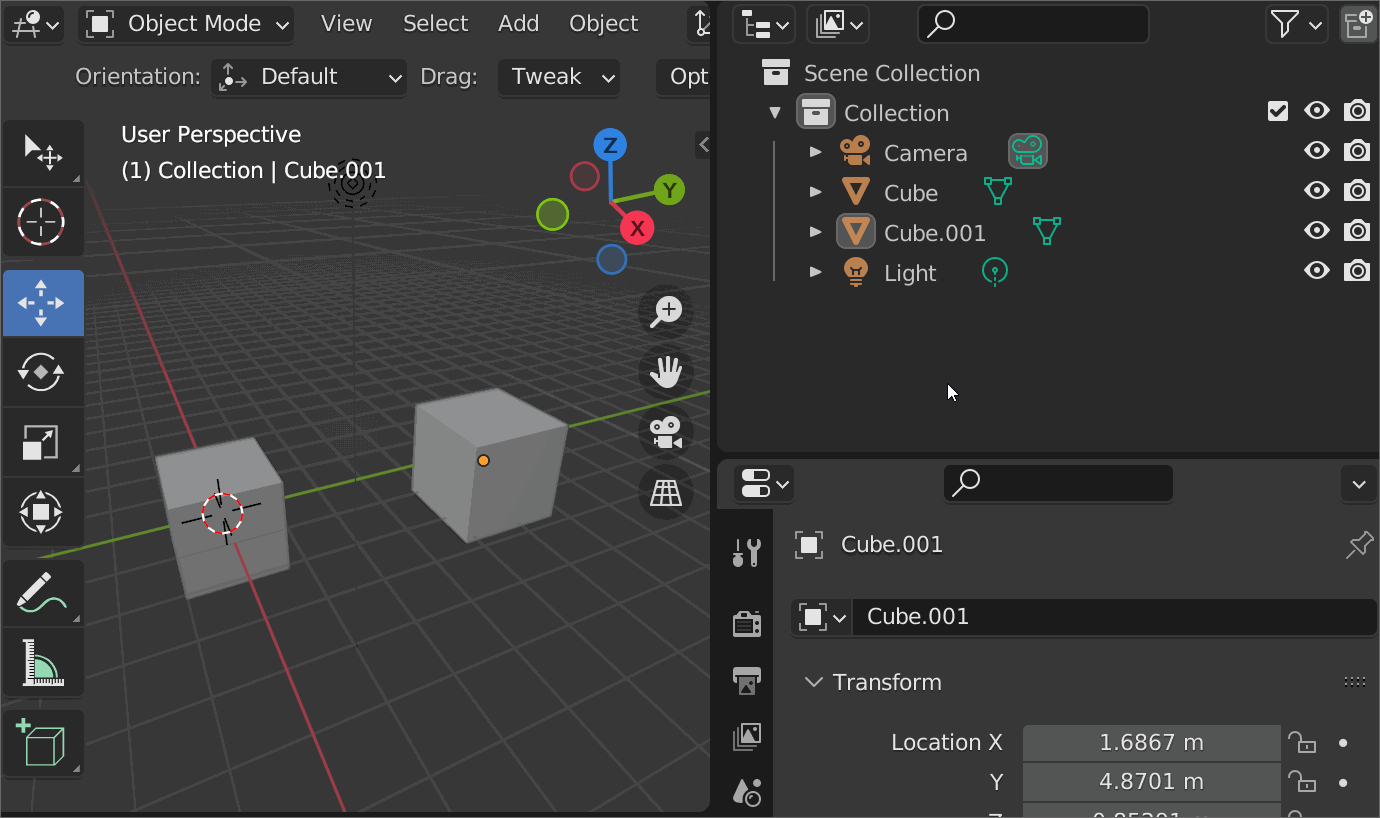 Object Mode View Select Add Object
Orientation: Default Drag: Tweak Opt
User Perspective
(1) Collection | Cube.001
Z
Y
X
Scene Collection
Collection
Camera
Cube
Cube.001
Light
Cube.001
Cube.001
Transform
Location X 1.6867 m
Y 4.8701 m